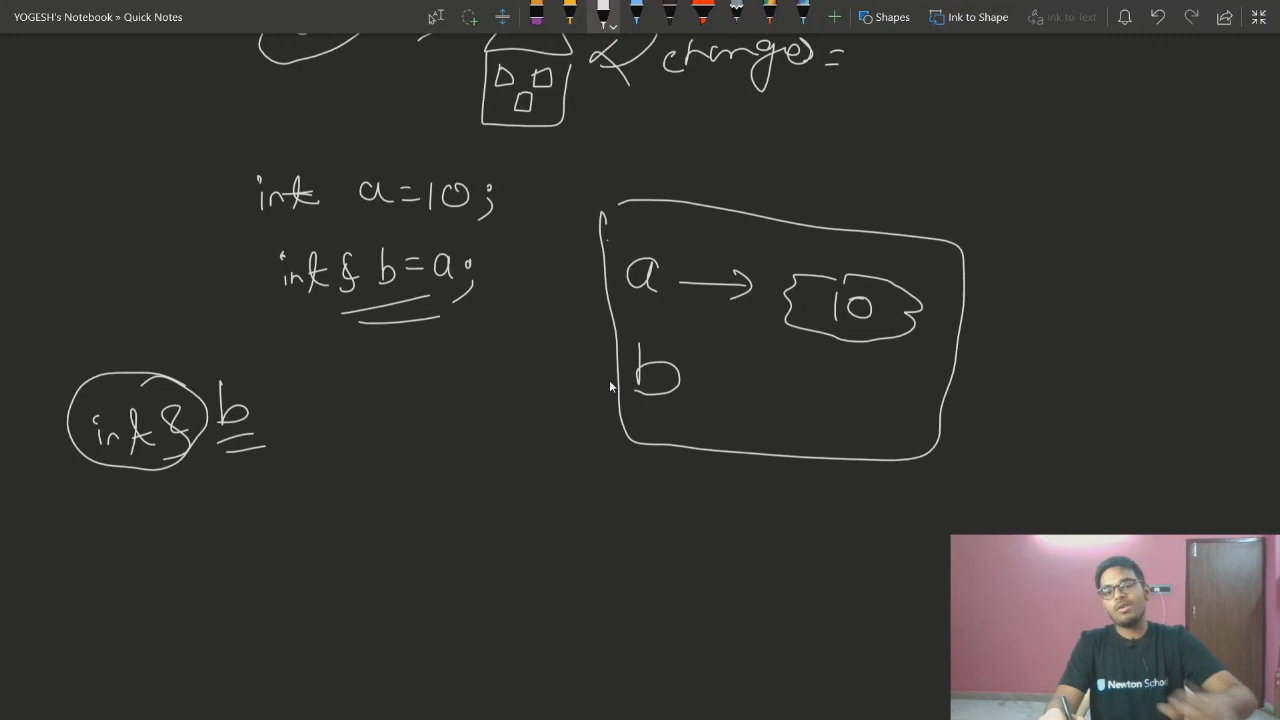 YOGESH's Notebook » Quick Notes
Shapes
Ink to Shape
Ink to Text
changes =
int a=10;
int& b=a;
a → 10
b
int& b
Newton School